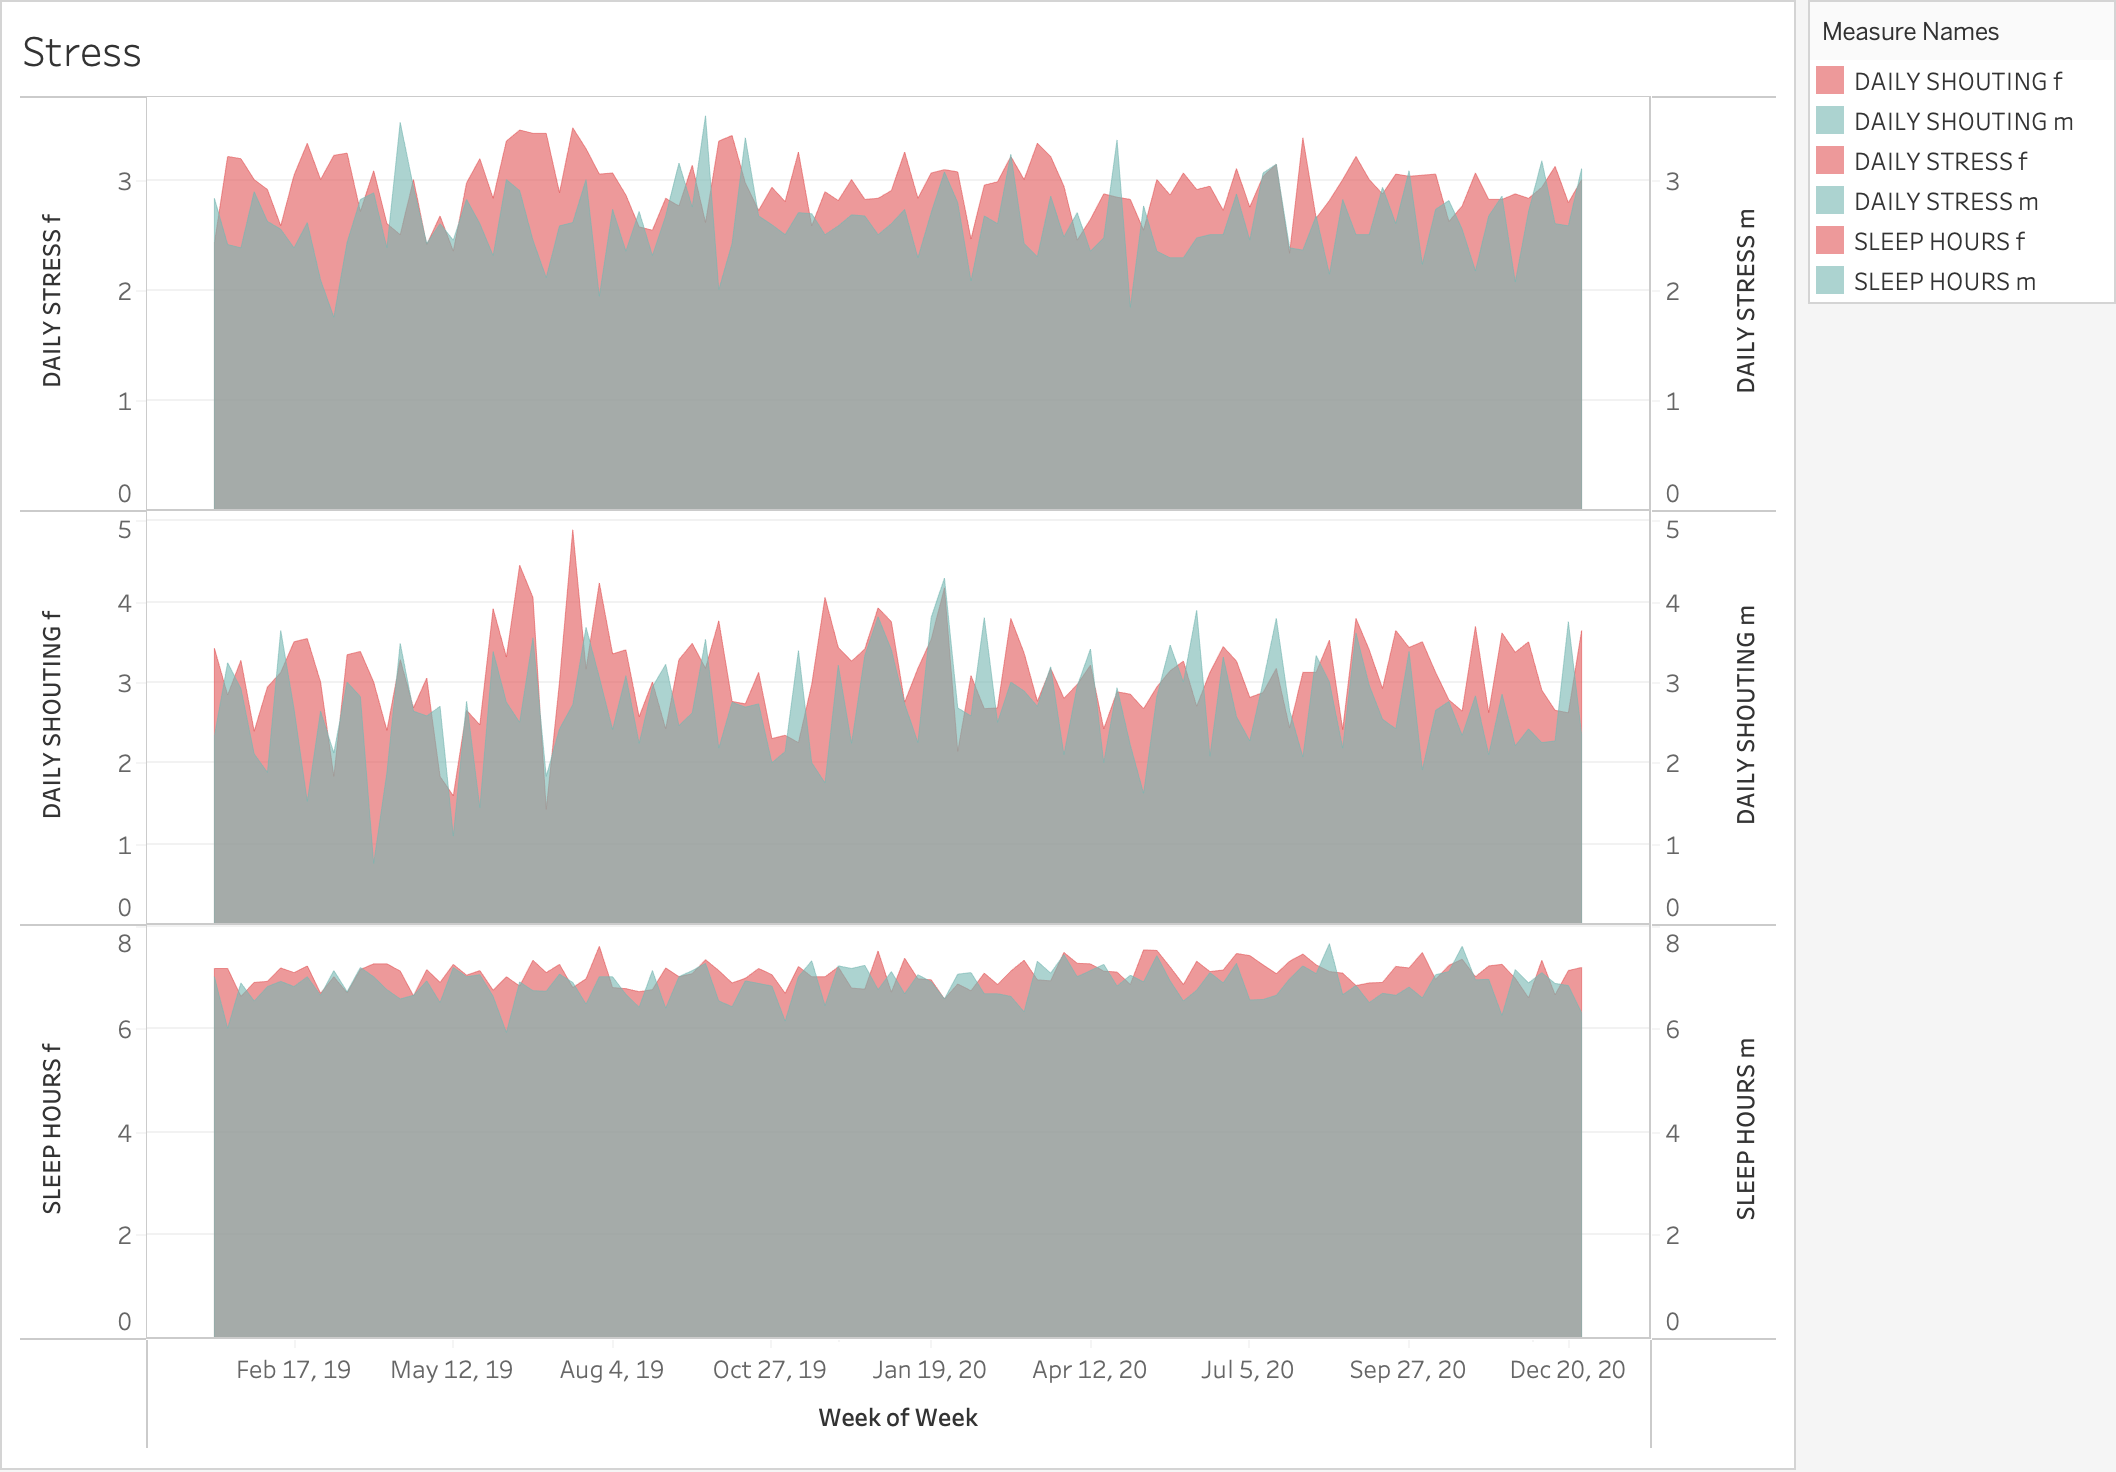 Stress
Measure Names
DAILY SHOUTING f
DAILY SHOUTING m
DAILY STRESS f
DAILY STRESS m
SLEEP HOURS f
SLEEP HOURS m
DAILY STRESS f
3
2
1
0
3
2
1
0
DAILY STRESS m
DAILY SHOUTING f
5
4
3
2
1
0
5
4
3
2
1
0
DAILY SHOUTING m
SLEEP HOURS f
8
6
4
2
0
8
6
4
2
0
SLEEP HOURS m
Feb 17, 19 May 12, 19 Aug 4, 19 Oct 27, 19 Jan 19, 20 Apr 12, 20 Jul 5, 20 Sep 27, 20 Dec 20, 20
Week of Week